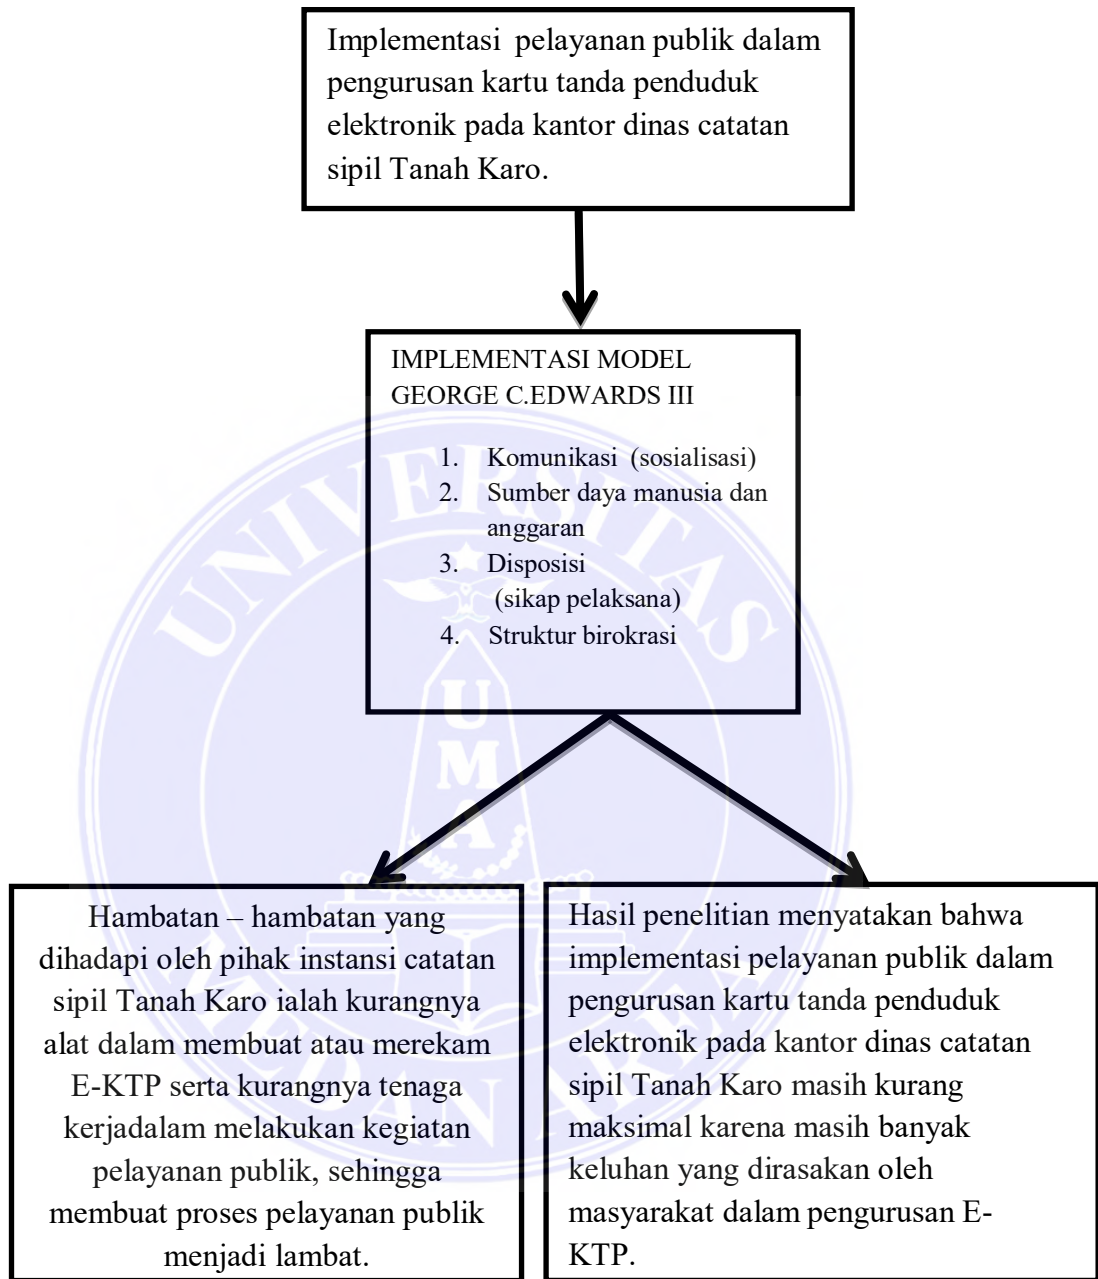 Implementasi pelayanan publik dalam
pengurusan kartu tanda penduduk
elektronik pada kantor dinas catatan
sipil Tanah Karo.
IMPLEMENTASI MODEL
GEORGE C.EDWARDS III
1. Komunikasi (sosialisasi)
2. Sumber daya manusia dan
anggaran
3. Disposisi
(sikap pelaksana)
4. Struktur birokrasi
Hambatan – hambatan yang
dihadapi oleh pihak instansi catatan
sipil Tanah Karo ialah kurangnya
alat dalam membuat atau merekam
E-KTP serta kurangnya tenaga
kerjadalam melakukan kegiatan
pelayanan publik, sehingga
membuat proses pelayanan publik
menjadi lambat.
Hasil penelitian menyatakan bahwa
implementasi pelayanan publik dalam
pengurusan kartu tanda penduduk
elektronik pada kantor dinas catatan
sipil Tanah Karo masih kurang
maksimal karena masih banyak
keluhan yang dirasakan oleh
masyarakat dalam pengurusan E-
KTP.
UNIVERSITAS
MEDAN AREA
UMA